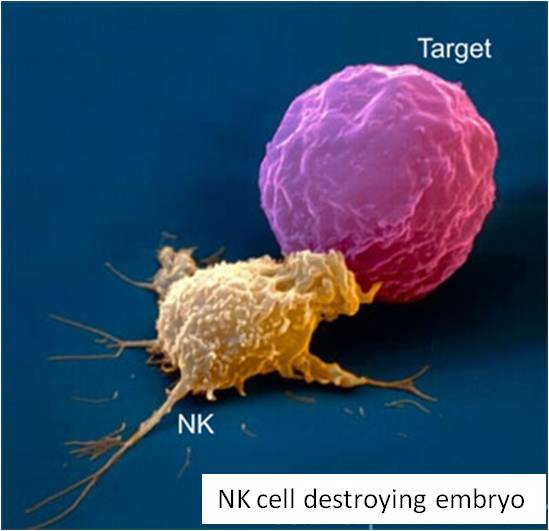 Target
NK
NK cell destroying embryo